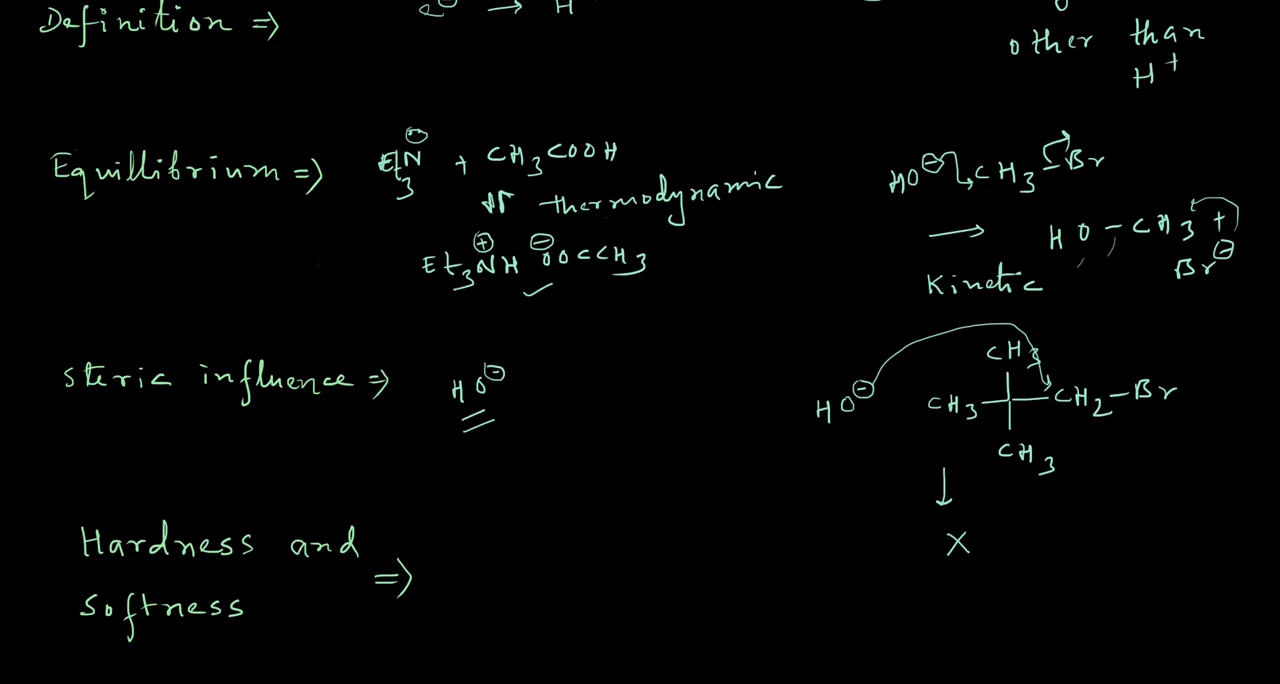 Definition ⇒
e⊖ → H
other than
H⁺
Equillibrium ⇒
Et₃N⊖ + CH₃COOH
⇌ thermodynamic
Et₃N⊕H ⊖OOCCH₃
HO⊖ CH₃–Br
→ HO–CH₃ +
Br⊖
Kinetic
Steric influence ⇒
HO⊖
HO⊖
CH₃
CH₃ CH₂–Br
CH₃
↓
X
Hardness and
Softness ⇒